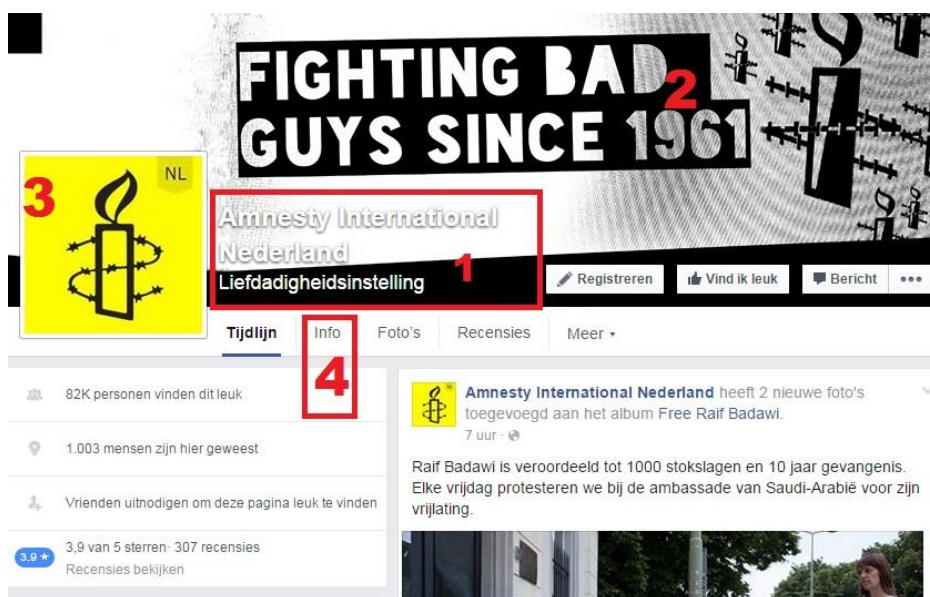 FIGHTING BAD
GUYS SINCE 1961
2
3
NL
Amnesty International
Nederland
Liefdadigheidsinstelling
1
Registreren
Vind ik leuk
Bericht
•••
Tijdlijn
Info
Foto's
Recensies
Meer
4
82K personen vinden dit leuk
1.003 mensen zijn hier geweest
Vrienden uitnodigen om deze pagina leuk te vinden
3,9 ★
3,9 van 5 sterren · 307 recensies
Recensies bekijken
Amnesty International Nederland heeft 2 nieuwe foto's
toegevoegd aan het album Free Raif Badawi.
7 uur ·
Raif Badawi is veroordeeld tot 1000 stokslagen en 10 jaar gevangenis.
Elke vrijdag protesteren we bij de ambassade van Saudi-Arabië voor zijn
vrijlating.